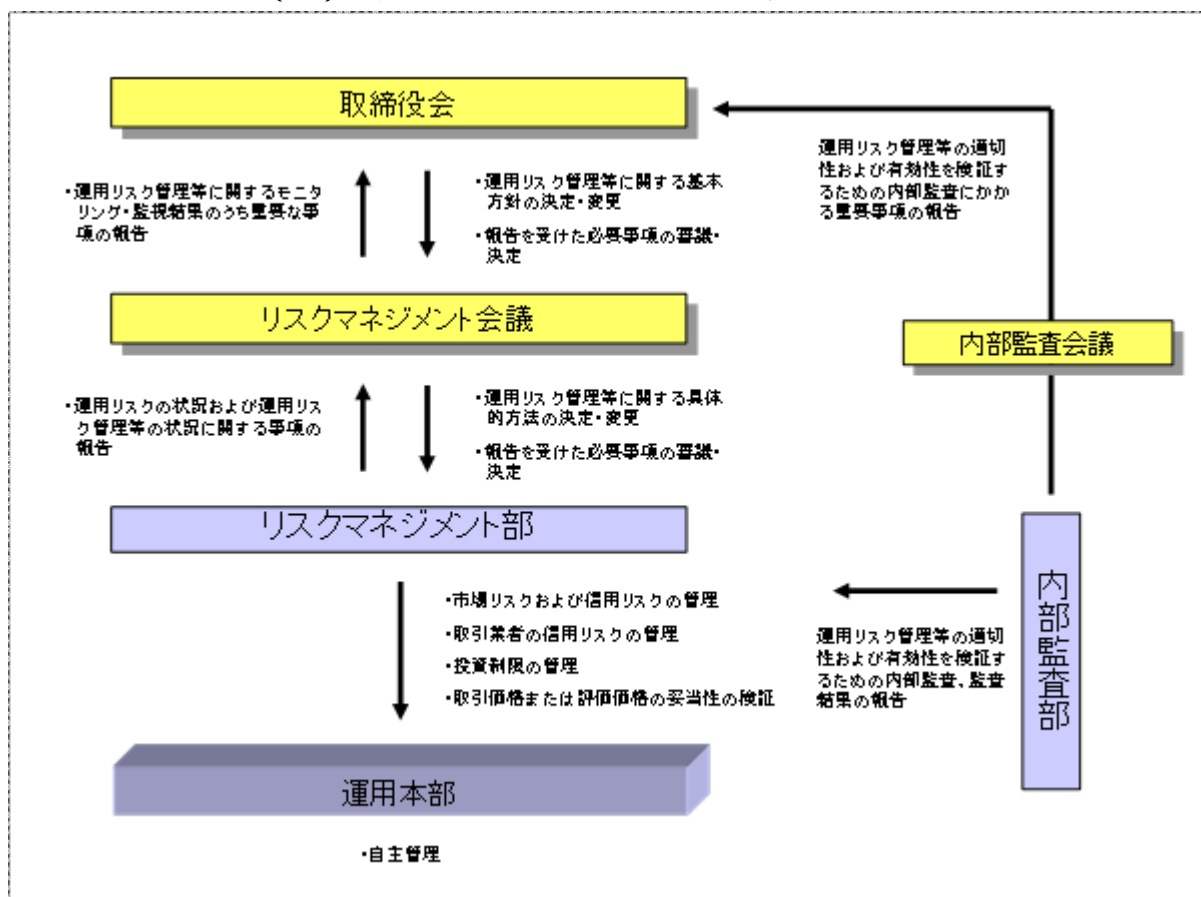 取締役会
・運用リスク管理等に関するモニタ
リング・監視結果のうち重要な事
項の報告
・運用リスク管理等に関する基本
方針の決定・変更
・報告を受けた必要事項の審議・
決定
運用リスク管理等の適切
性および有効性を検証す
るための内部監査にかか
る重要事項の報告
リスクマネジメント会議
内部監査会議
・運用リスクの状況および運用リス
ク管理等の状況に関する事項の
報告
・運用リスク管理等に関する具体
的方法の決定・変更
・報告を受けた必要事項の審議・
決定
リスクマネジメント部
内部監査部
・市場リスクおよび信用リスクの管理
・取引業者の信用リスクの管理
・投資制限の管理
・取引価格または評価価格の妥当性の検証
運用リスク管理等の適切
性および有効性を検証す
るための内部監査、監査
結果の報告
運用本部
・自主管理